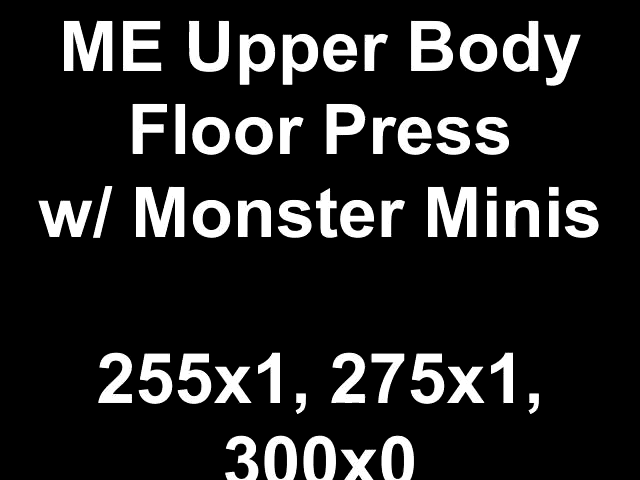 ME Upper Body
Floor Press
w/ Monster Minis
255x1, 275x1,
300x0